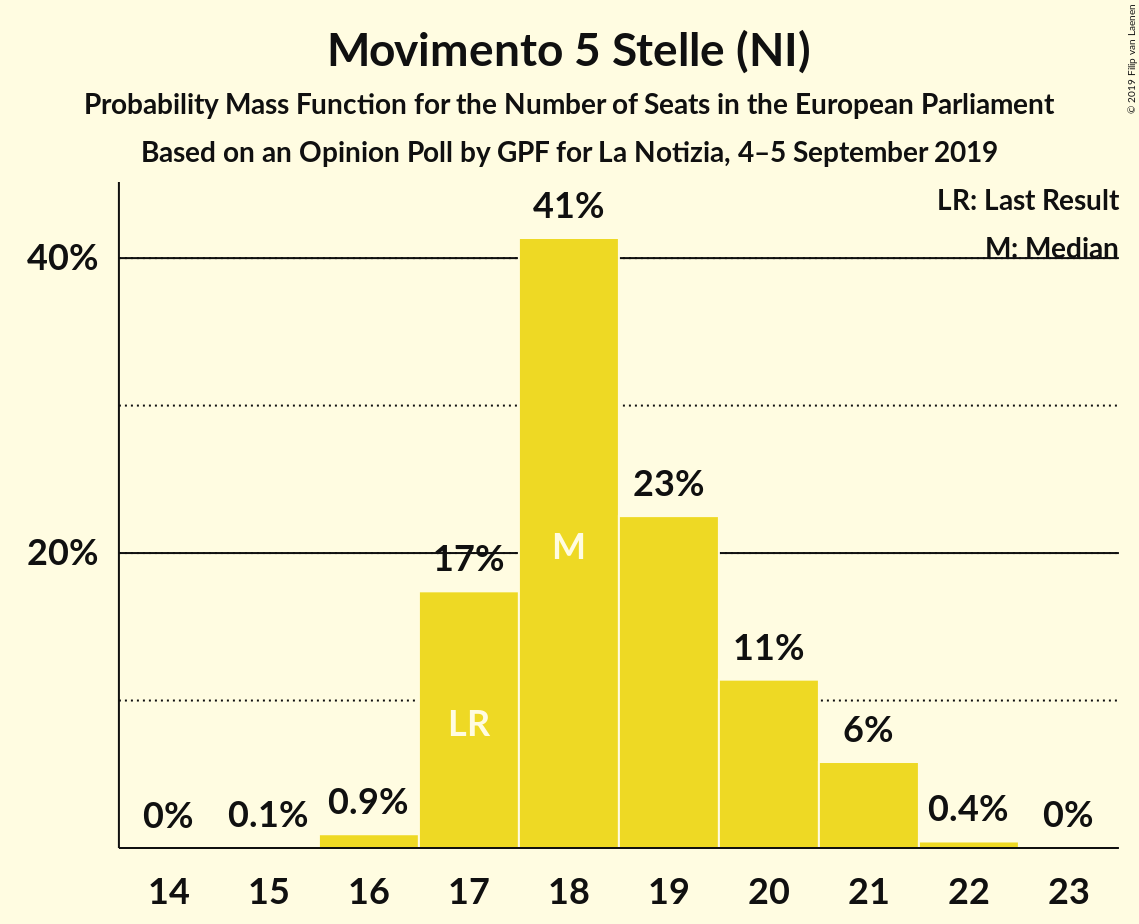 Movimento 5 Stelle (NI)
Probability Mass Function for the Number of Seats in the European Parliament
Based on an Opinion Poll by GPF for La Notizia, 4–5 September 2019
© 2019 Filip van Laenen
LR: Last Result
M: Median
40%
20%
0%
0.1%
0.9%
17%
41%
23%
11%
6%
0.4%
0%
LR
M
14 15 16 17 18 19 20 21 22 23